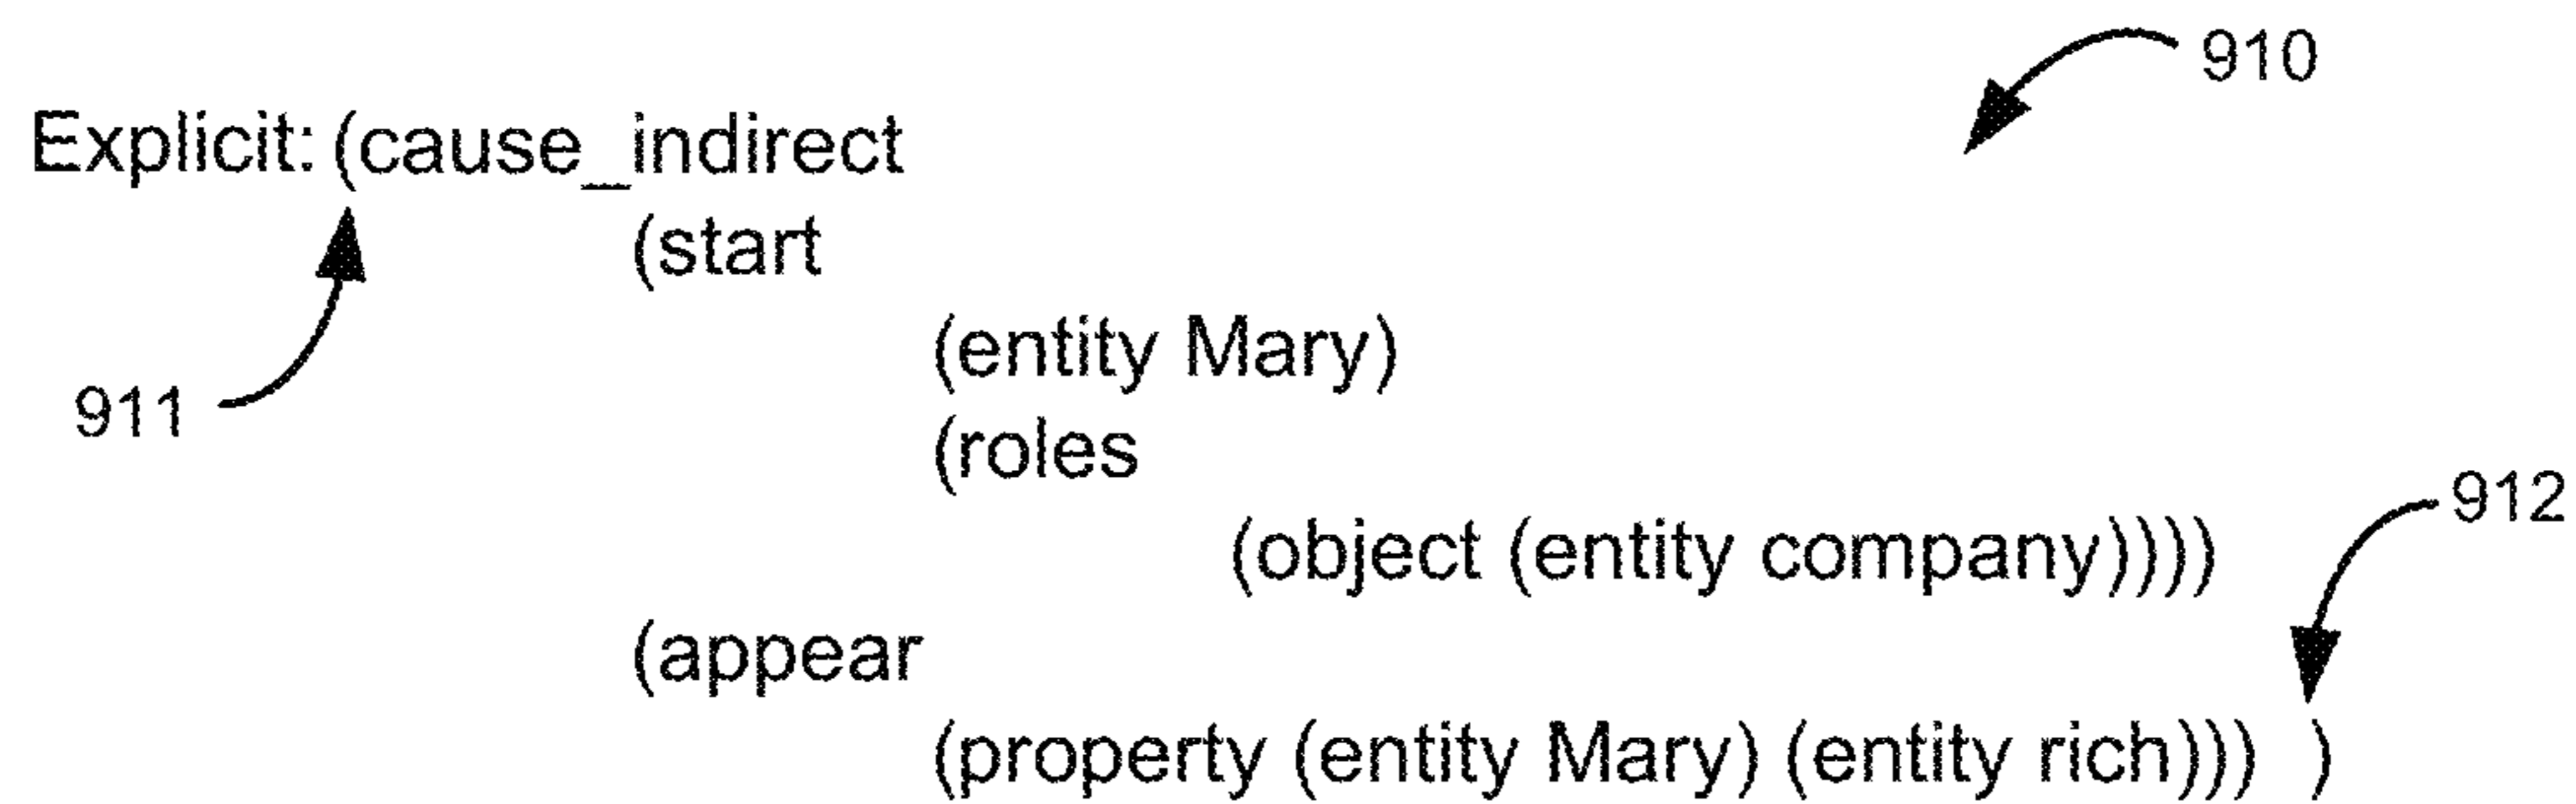 910
Explicit: (cause_indirect
(start
(entity Mary)
911
(roles
912
(object (entity company))))
(appear
(property (entity Mary) (entity rich))) )